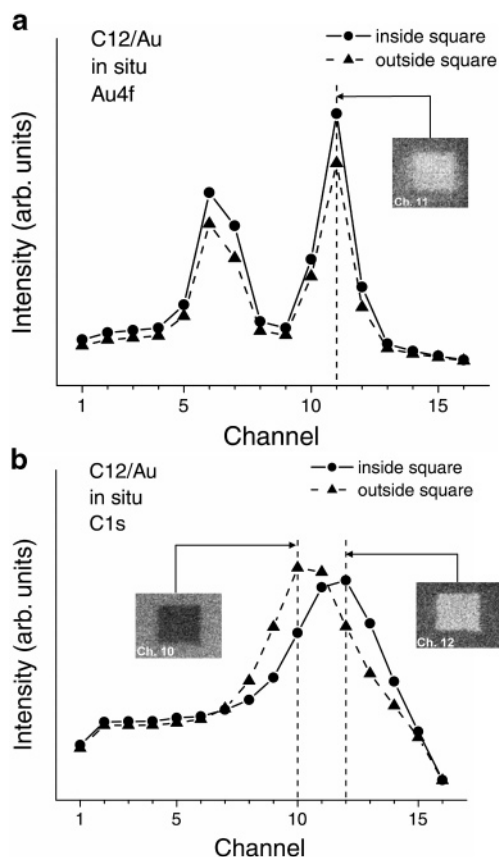 a
C12/Au
in situ
Au4f
inside square
outside square
Ch. 11
Intensity (arb. units)
1 5 10 15
Channel
b
C12/Au
in situ
C1s
inside square
outside square
Ch. 10
Ch. 12
Intensity (arb. units)
1 5 10 15
Channel